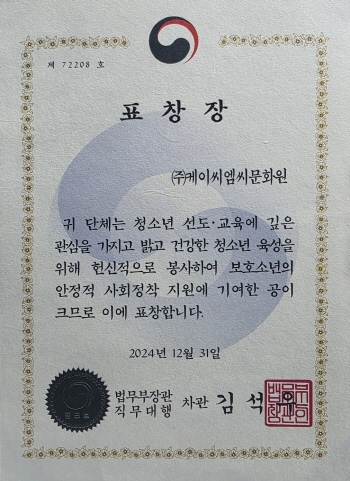 제 72208 호
표창장
(주)케이씨엠씨문화원
귀 단체는 청소년 선도·교육에 깊은
관심을 가지고 밝고 건강한 청소년 육성을
위해 헌신적으로 봉사하여 보호소년의
안정적 사회정착 지원에 기여한 공이
크므로 이에 표창합니다.
2024년 12월 31일
법무부장관
직무대행 차관 김석우